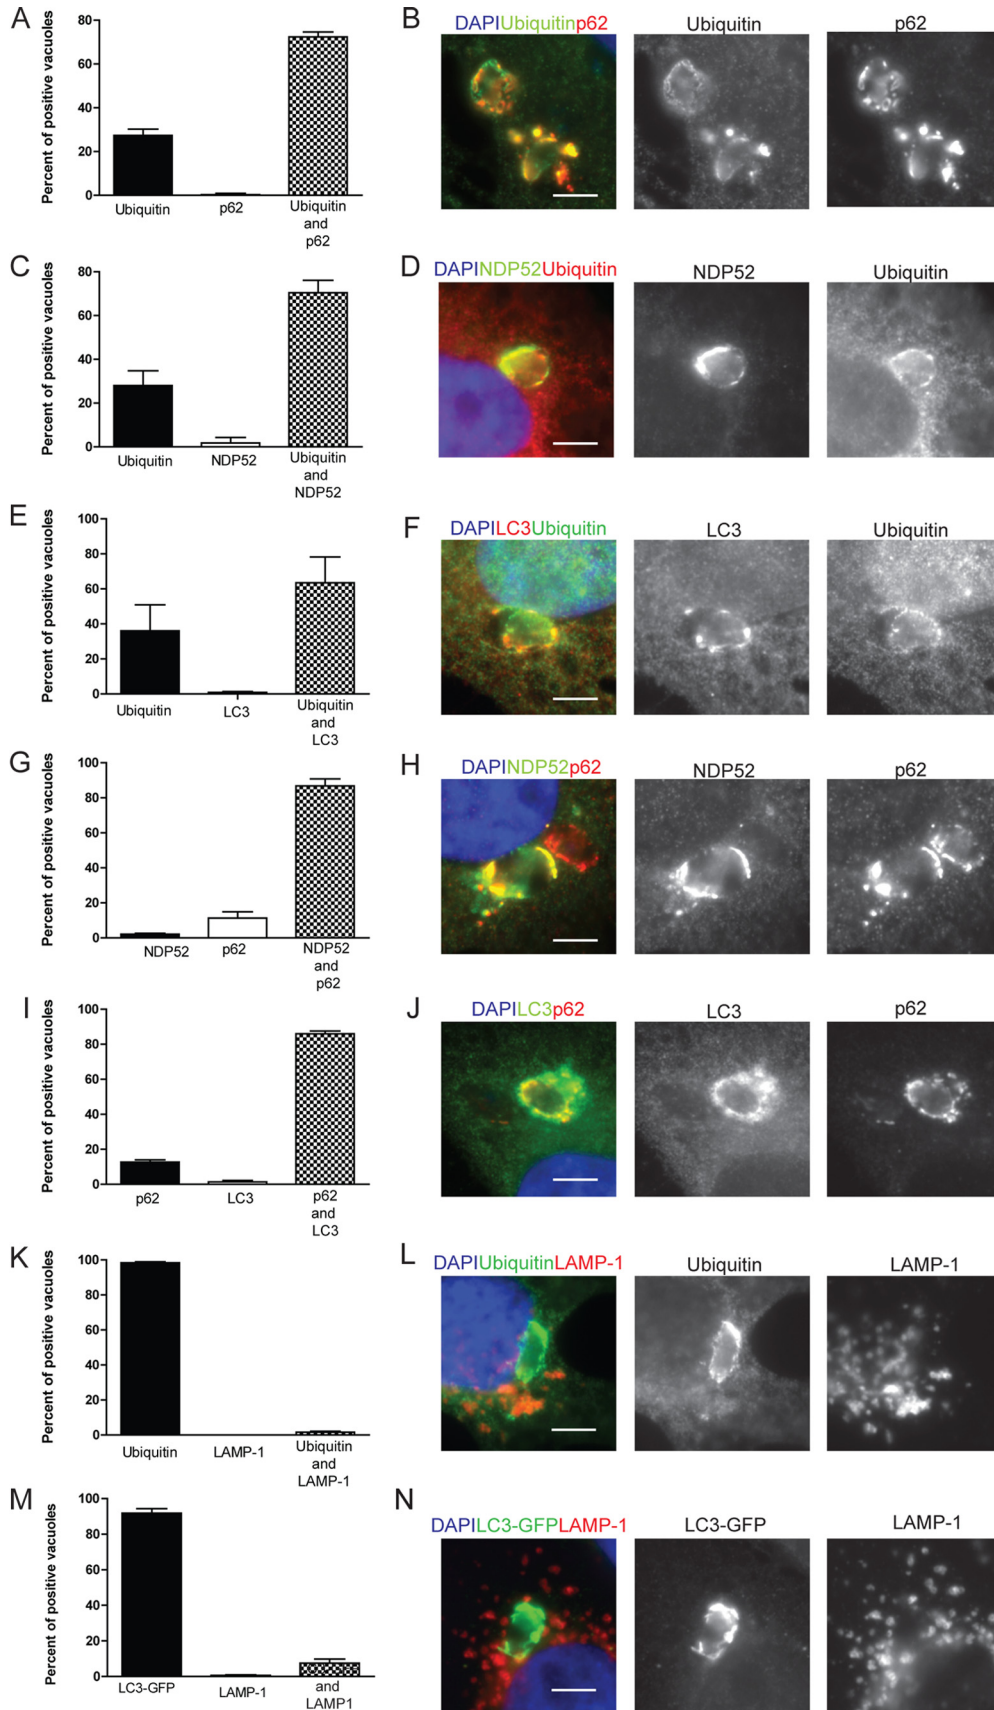 A
Percent of positive vacuoles
80
60
40
20
0
Ubiquitin
p62
Ubiquitin
and
p62
B
DAPIUbiquitinp62
Ubiquitin
p62
C
Percent of positive vacuoles
80
60
40
20
0
Ubiquitin
NDP52
Ubiquitin
and
NDP52
D
DAPINDP52Ubiquitin
NDP52
Ubiquitin
E
Percent of positive vacuoles
100
80
60
40
20
0
Ubiquitin
LC3
Ubiquitin
and
LC3
F
DAPILC3Ubiquitin
LC3
Ubiquitin
G
Percent of positive vacuoles
100
80
60
40
20
0
NDP52
p62
NDP52
and
p62
H
DAPINDP52p62
NDP52
p62
I
Percent of positive vacuoles
100
80
60
40
20
0
p62
LC3
p62
and
LC3
J
DAPILC3p62
LC3
p62
K
Percent of positive vacuoles
100
80
60
40
20
0
Ubiquitin
LAMP-1
Ubiquitin
and
LAMP-1
L
DAPIUbiquitinLAMP-1
Ubiquitin
LAMP-1
M
Percent of positive vacuoles
100
80
60
40
20
0
LC3-GFP
LAMP-1
and
LAMP1
N
DAPILC3-GFPLAMP-1
LC3-GFP
LAMP-1